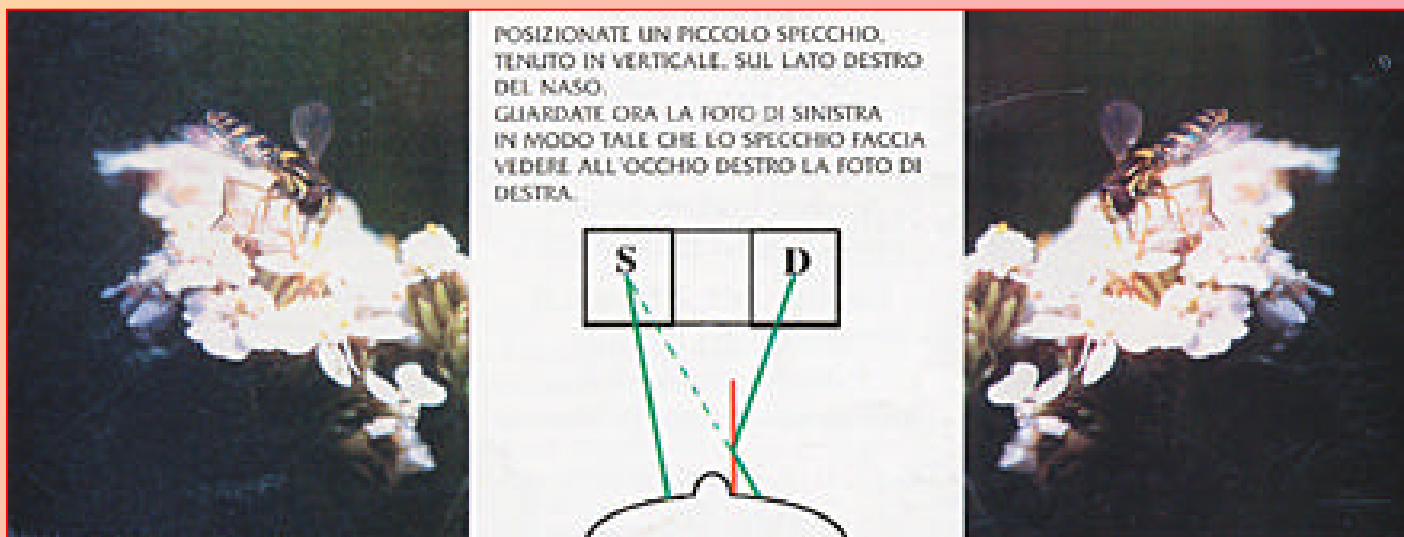 POSIZIONATE UN PICCOLO SPECCHIO,
TENUTO IN VERTICALE, SUL LATO DESTRO
DEL NASO.
GUARDATE ORA LA FOTO DI SINISTRA
IN MODO TALE CHE LO SPECCHIO FACCIA
VEDERE ALL'OCCHIO DESTRO LA FOTO DI
DESTRA.
S D